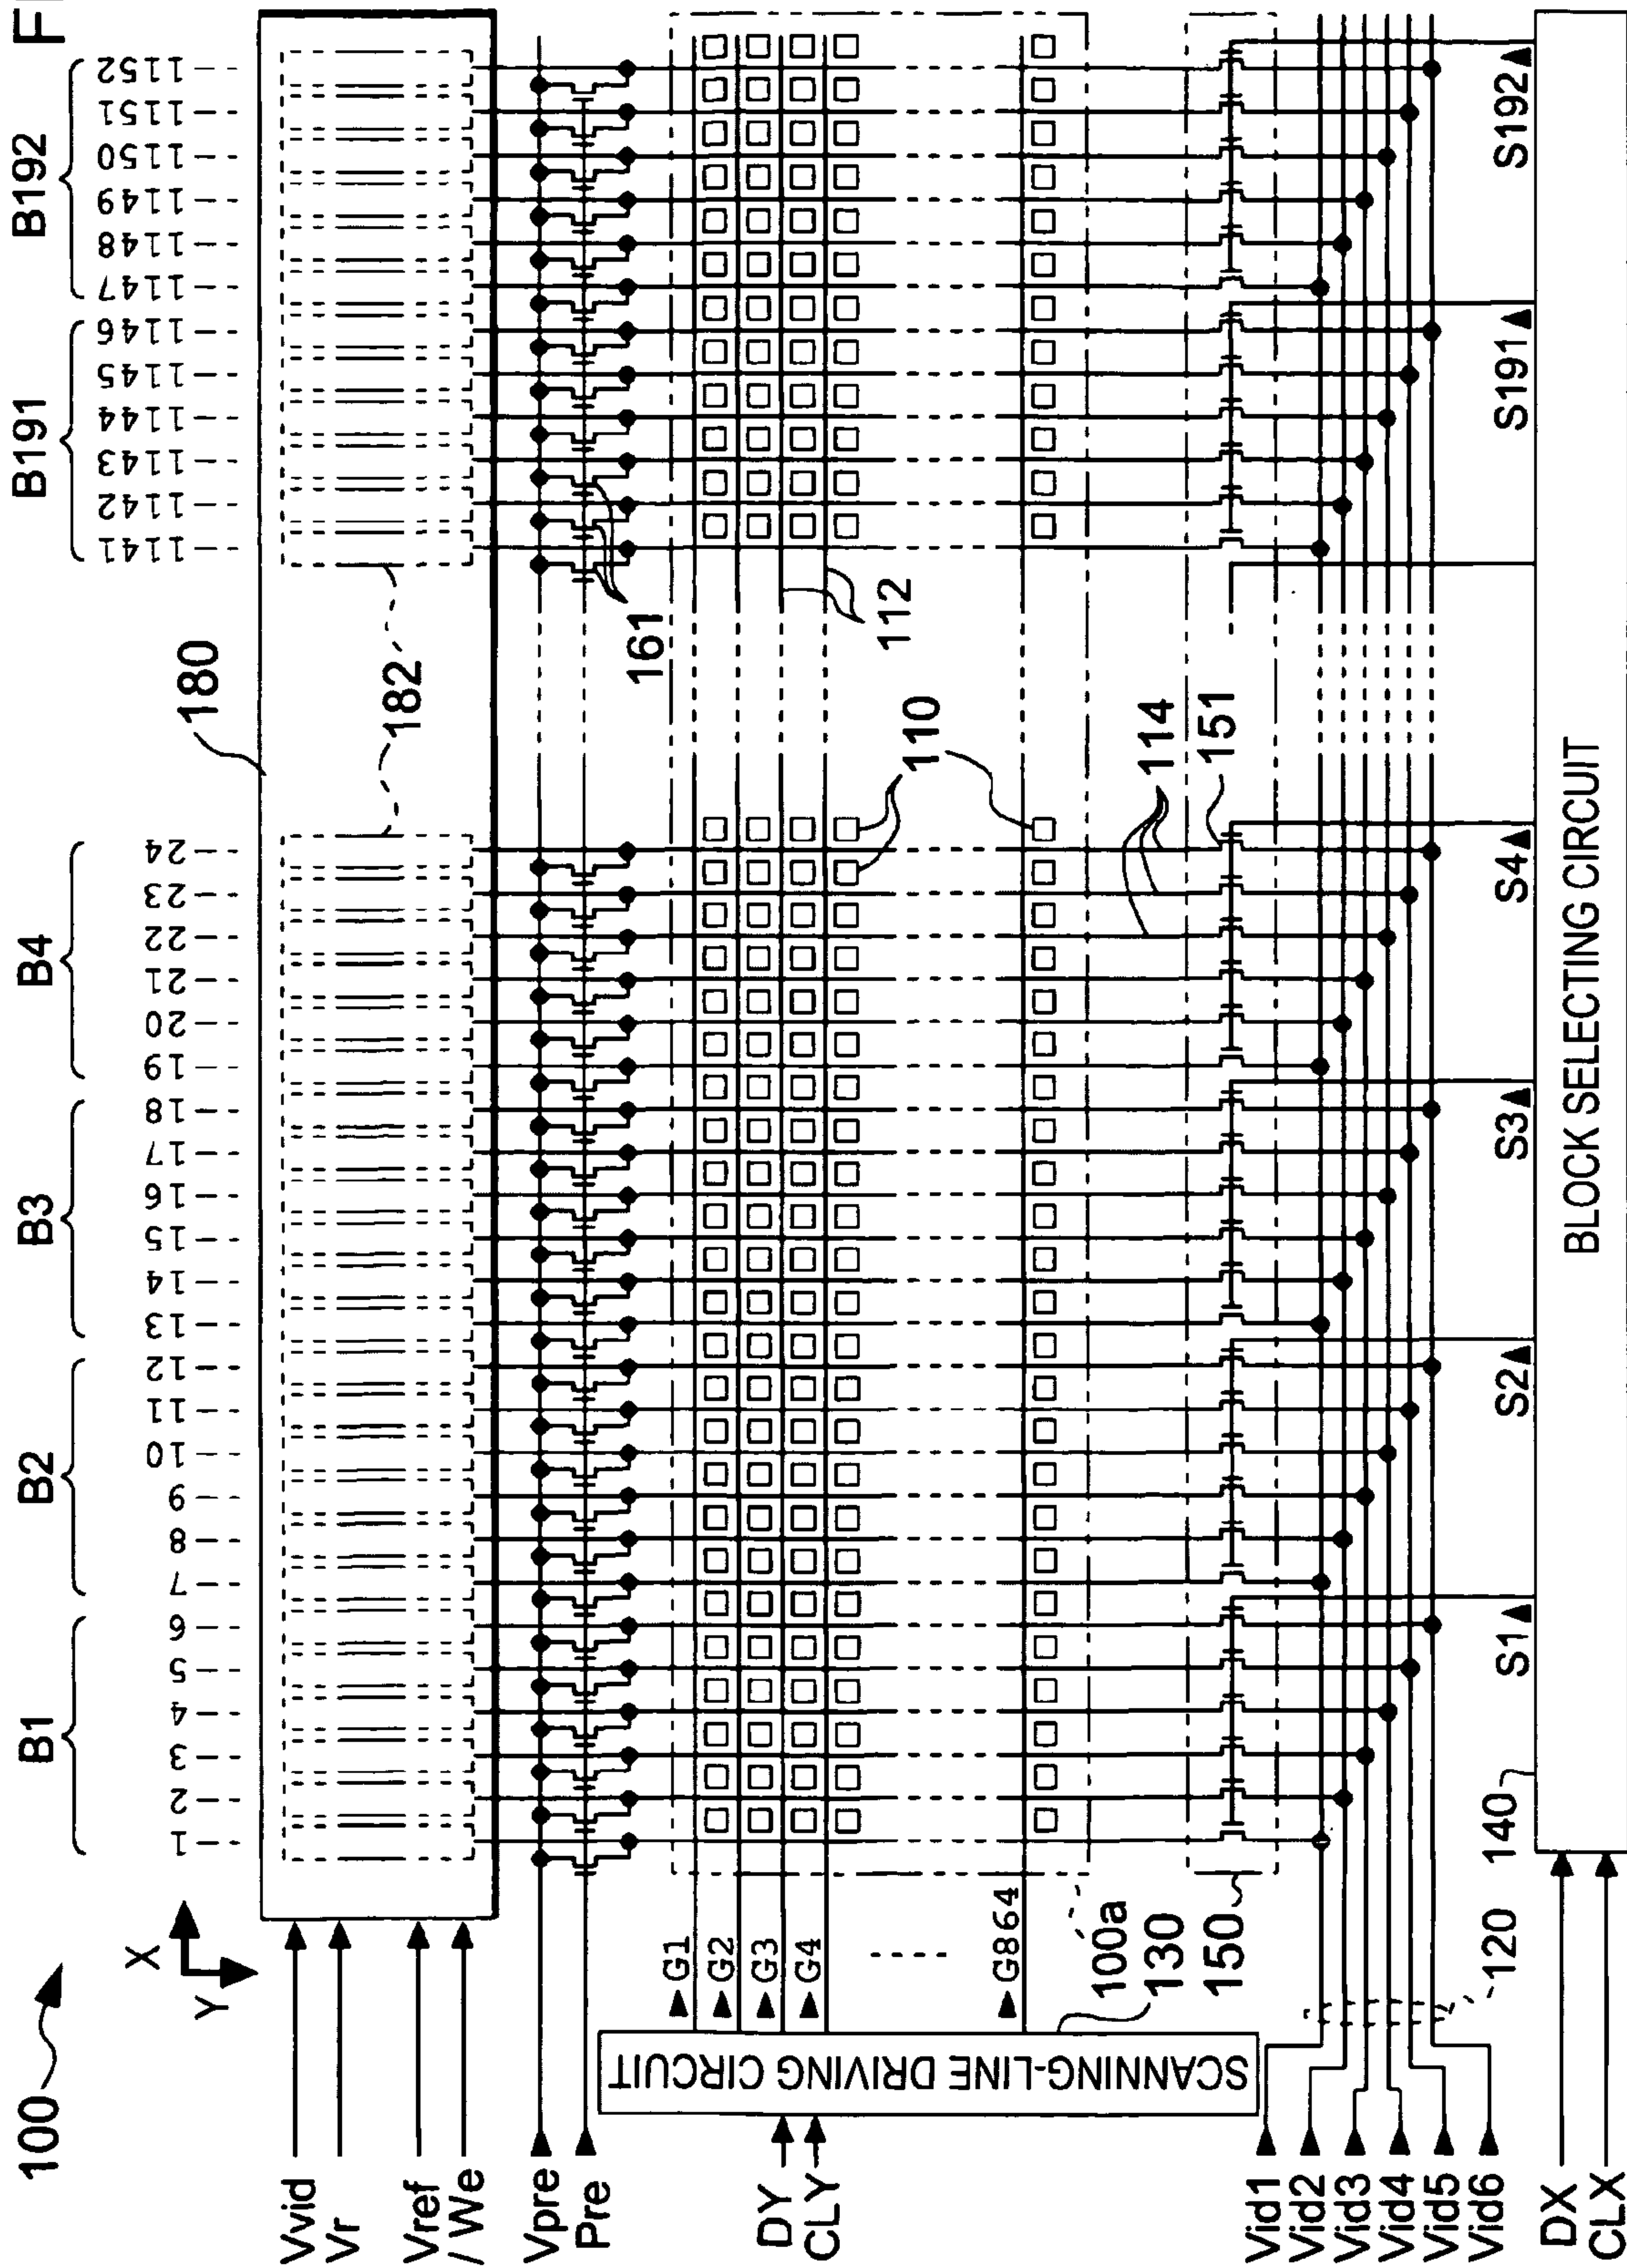 F
100
X
Y
B1
B2
B3
B4
B191
B192
1
2
3
4
5
6
7
8
9
10
11
12
13
14
15
16
17
18
19
20
21
22
23
24
1141
1142
1143
1144
1145
1146
1147
1148
1149
1150
1151
1152
180
182
Vvid
Vr
Vref
/We
Vpre
Pre
161
DY
CLY
SCANNING-LINE DRIVING CIRCUIT
G1
G2
G3
G4
G864
112
110
100a
130
150
114
151
Vid1
Vid2
Vid3
Vid4
Vid5
Vid6
120
140
S1
S2
S3
S4
S191
S192
DX
CLX
BLOCK SELECTING CIRCUIT